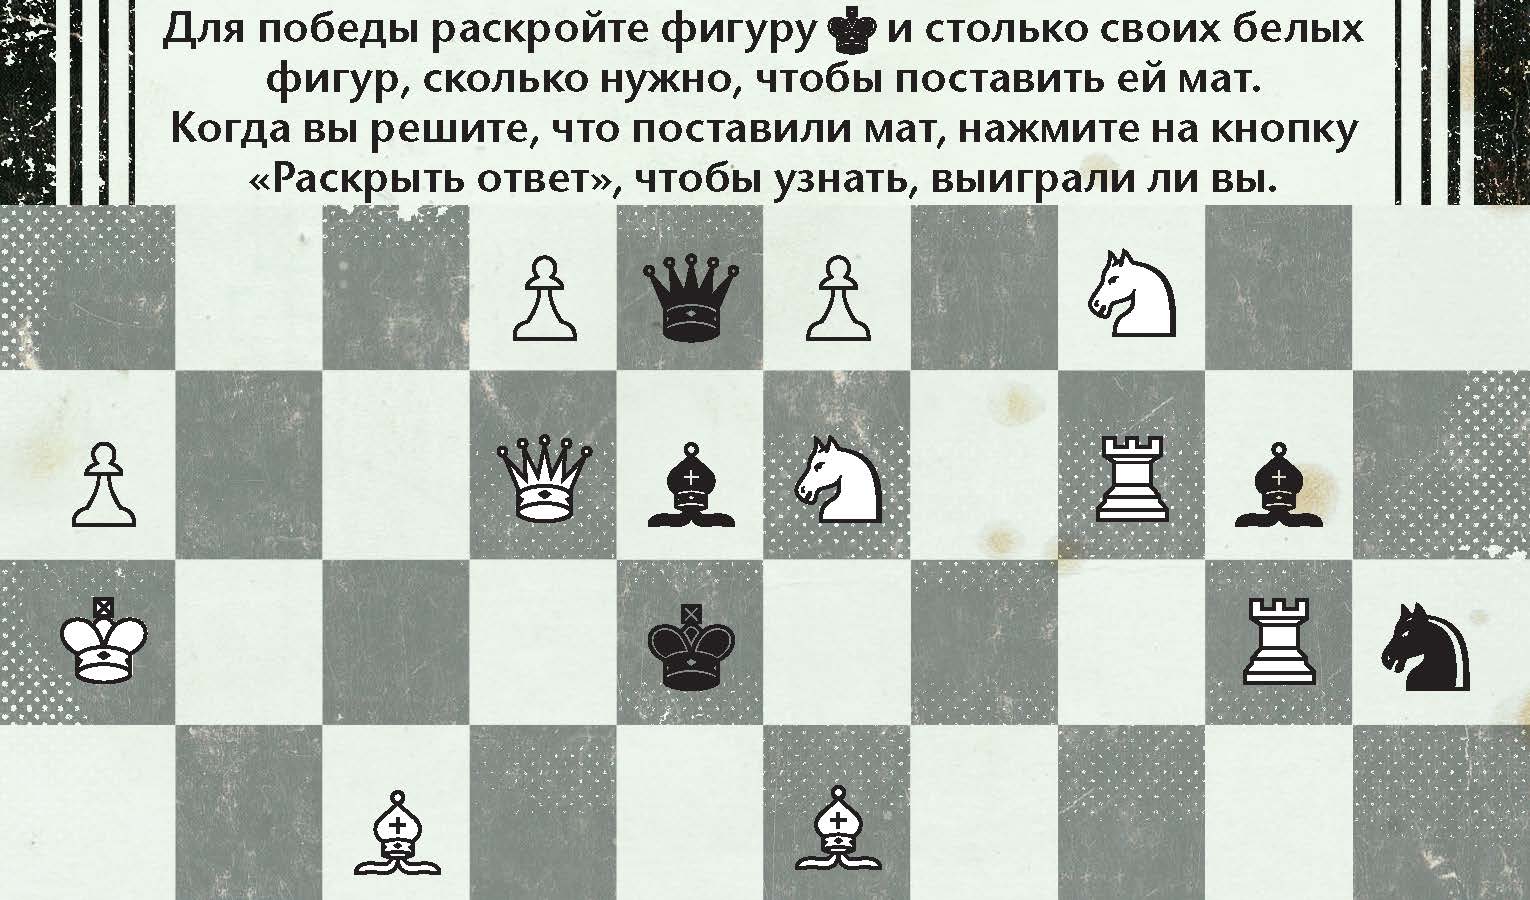 Для победы раскройте фигуру и столько своих белых
фигур, сколько нужно, чтобы поставить ей мат.
Когда вы решите, что поставили мат, нажмите на кнопку
«Раскрыть ответ», чтобы узнать, выиграли ли вы.